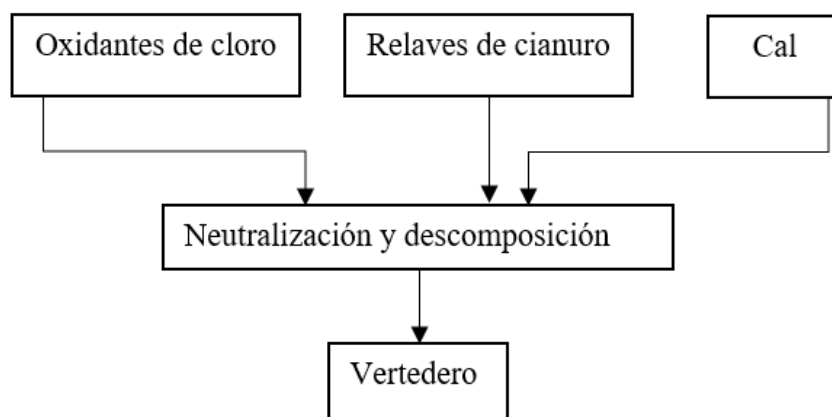 Oxidantes de cloro
Relaves de cianuro
Cal
Neutralización y descomposición
Vertedero